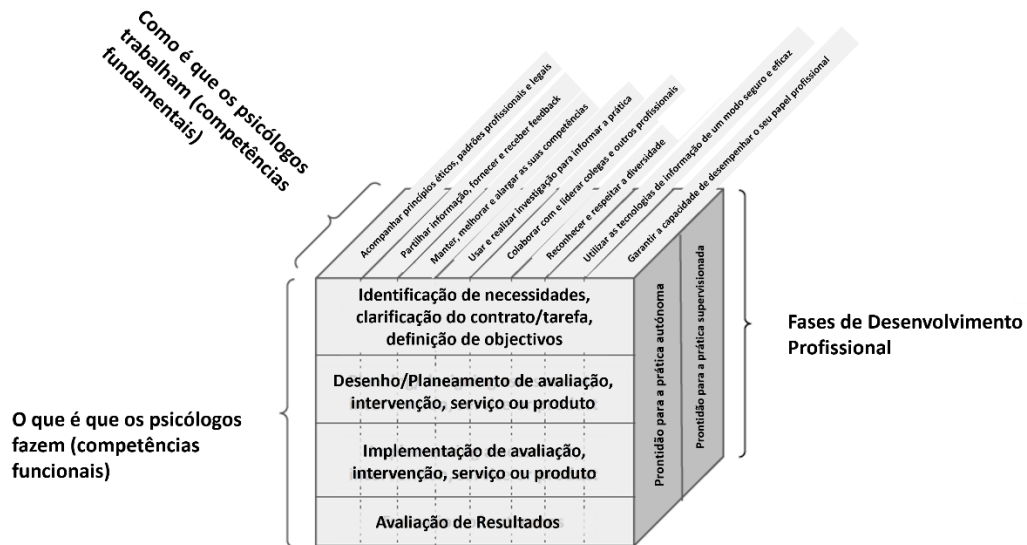 Como é que os psicólogos
trabalham (competências
fundamentais)
Acompanhar princípios éticos, padrões profissionais e legais
Partilhar informação, fornecer e receber feedback
Manter, melhorar e alargar as suas competências
Usar e realizar investigação para informar a prática
Colaborar com e liderar colegas e outros profissionais
Reconhecer e respeitar a diversidade
Utilizar as tecnologias de informação de um modo seguro e eficaz
Garantir a capacidade de desempenhar o seu papel profissional
Identificação de necessidades,
clarificação do contrato/tarefa,
definição de objectivos
Desenho/Planeamento de avaliação,
intervenção, serviço ou produto
Implementação de avaliação,
intervenção, serviço ou produto
Avaliação de Resultados
O que é que os psicólogos
fazem (competências
funcionais)
Prontidão para a prática autónoma
Prontidão para a prática supervisionada
Fases de Desenvolvimento
Profissional